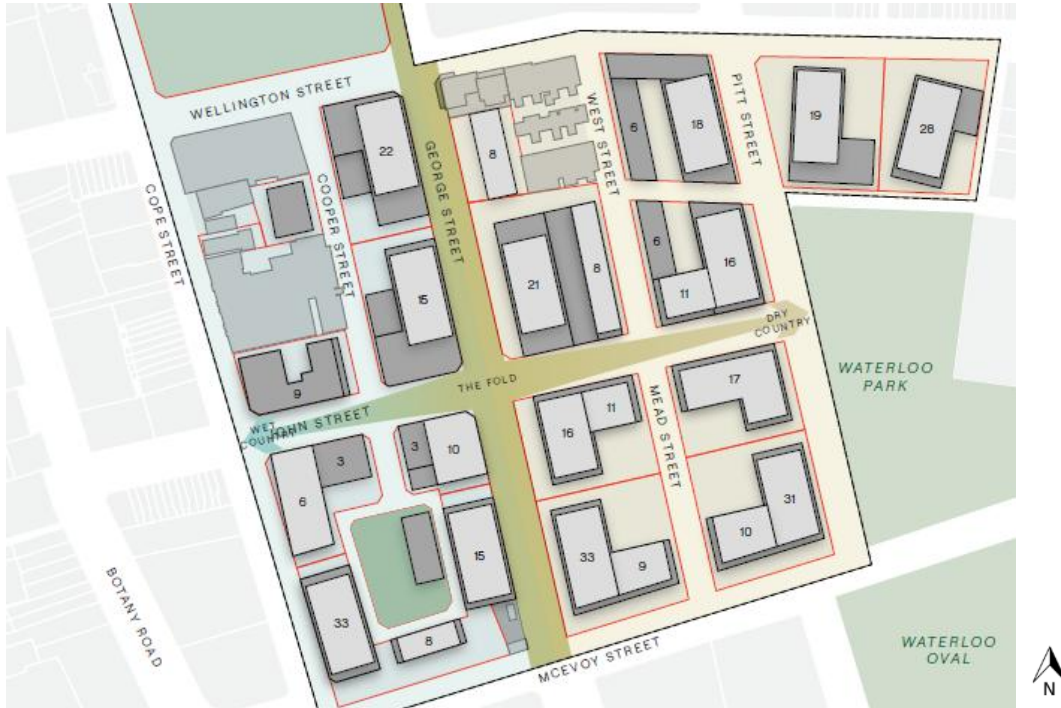 WELLINGTON STREET
PITT STREET
WEST STREET
19
28
6
18
22
8
GEORGE STREET
COOPER STREET
COPE STREET
6
16
21
8
15
11
DRY
COUNTRY
THE FOLD
WATERLOO
PARK
9
17
11
MEAD STREET
16
WET
COUNTRY
JOHN STREET
3
10
3
6
31
10
15
33
9
33
8
BOTANY ROAD
MCEVOY STREET
WATERLOO
OVAL
N